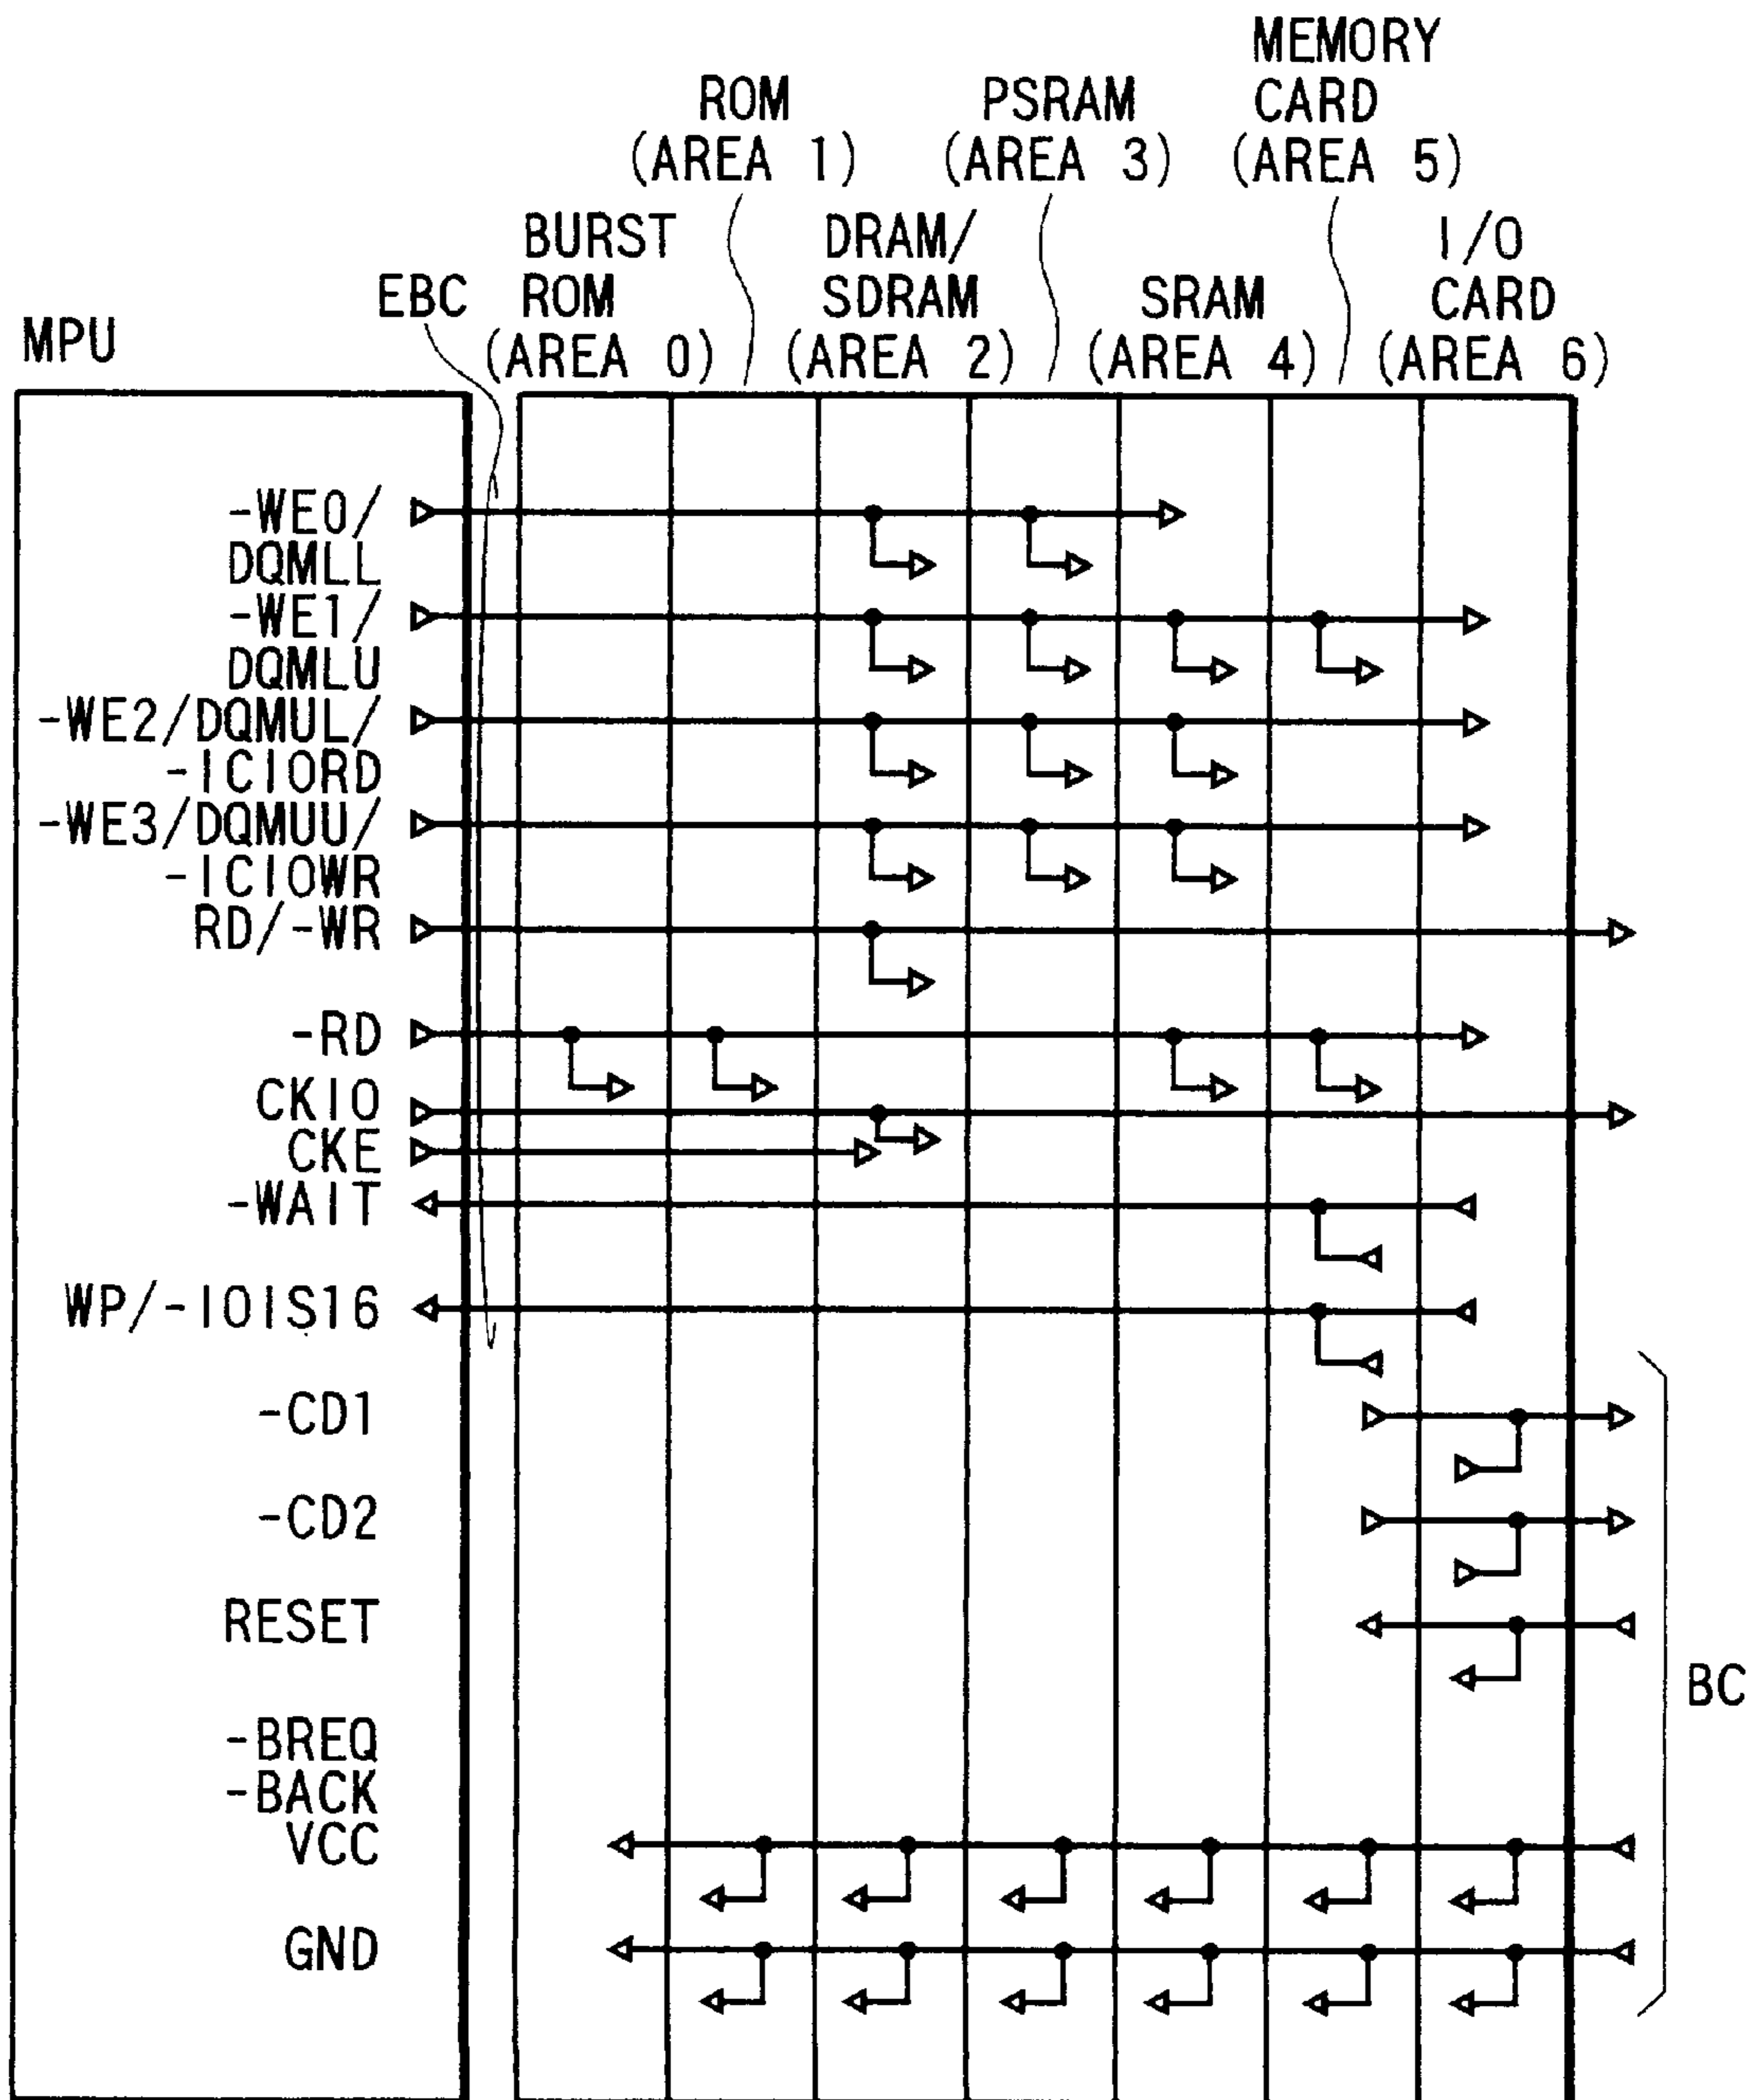 MEMORY
CARD
(AREA 5)
ROM
(AREA 1)
PSRAM
(AREA 3)
BURST
ROM
(AREA 0)
DRAM/
SDRAM
(AREA 2)
SRAM
(AREA 4)
I/O
CARD
(AREA 6)
EBC
MPU
-WE0/
DQMLL
-WE1/
DQMLU
-WE2/DQMUL/
-ICIORD
-WE3/DQMUU/
-ICIOWR
RD/-WR
-RD
CKIO
CKE
-WAIT
WP/-IOIS16
-CD1
-CD2
RESET
-BREQ
-BACK
VCC
GND
BC